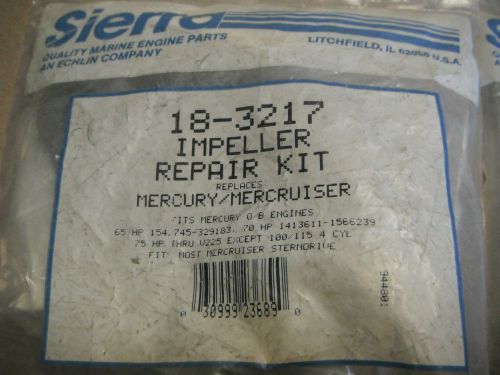 Sierra
QUALITY MARINE ENGINE PARTS
AN ECHLIN COMPANY
LITCHFIELD, IL 62056 U.S.A.
18-3217
IMPELLER
REPAIR KIT
REPLACES
MERCURY/MERCRUISER
FITS MERCURY O/B ENGINES
65 HP 154,745-329183, 70 HP 1413611-1566239
75 HP THRU V225 EXCEPT 100/115 4 CYL
FITS MOST MERCRUISER STERNDRIVE
0 30999 23689 0
944801